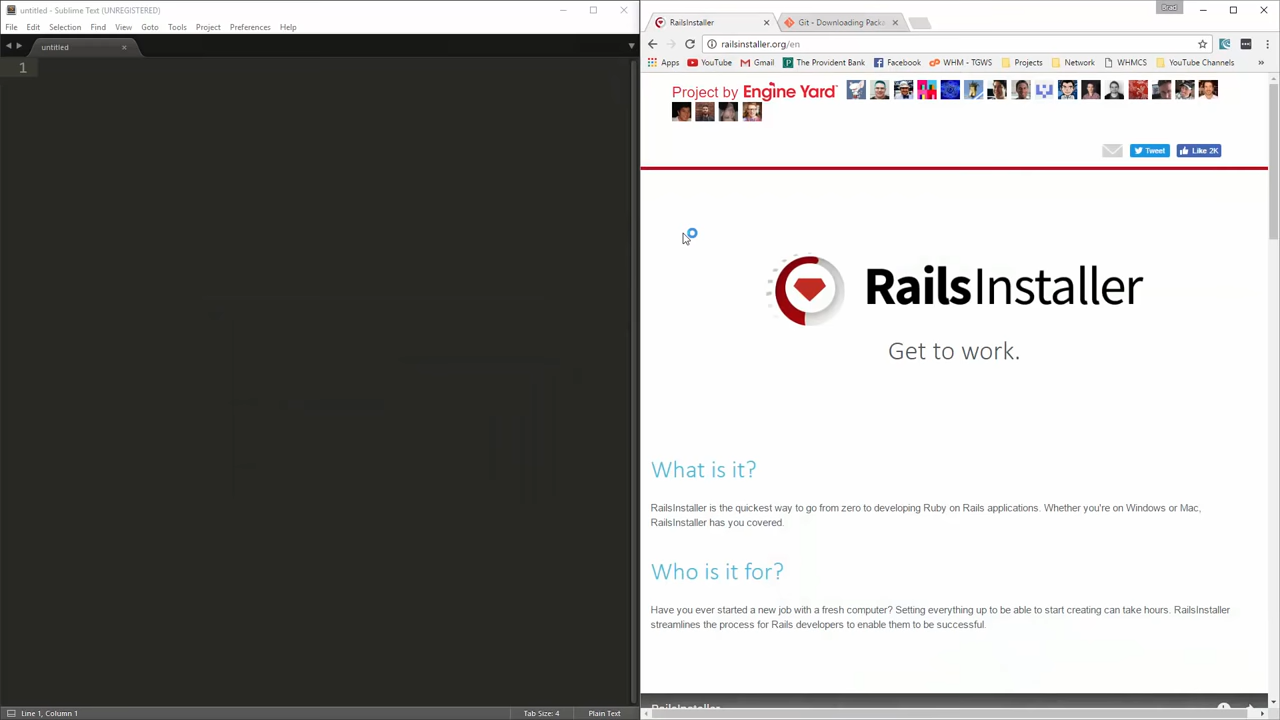 untitled - Sublime Text (UNREGISTERED)
File Edit Selection Find View Goto Tools Project Preferences Help
untitled
1
Line 1, Column 1
Tab Size: 4
Plain Text
Brad
RailsInstaller
Git - Downloading Packa
railsinstaller.org/en
Apps YouTube Gmail The Provident Bank Facebook WHM - TGWS Projects Network WHMCS YouTube Channels »
Project by Engine Yard
Tweet Like 2K
RailsInstaller
Get to work.
What is it?
RailsInstaller is the quickest way to go from zero to developing Ruby on Rails applications. Whether you're on Windows or Mac,
RailsInstaller has you covered.
Who is it for?
Have you ever started a new job with a fresh computer? Setting everything up to be able to start creating can take hours. RailsInstaller
streamlines the process for Rails developers to enable them to be successful.
RailsInstaller